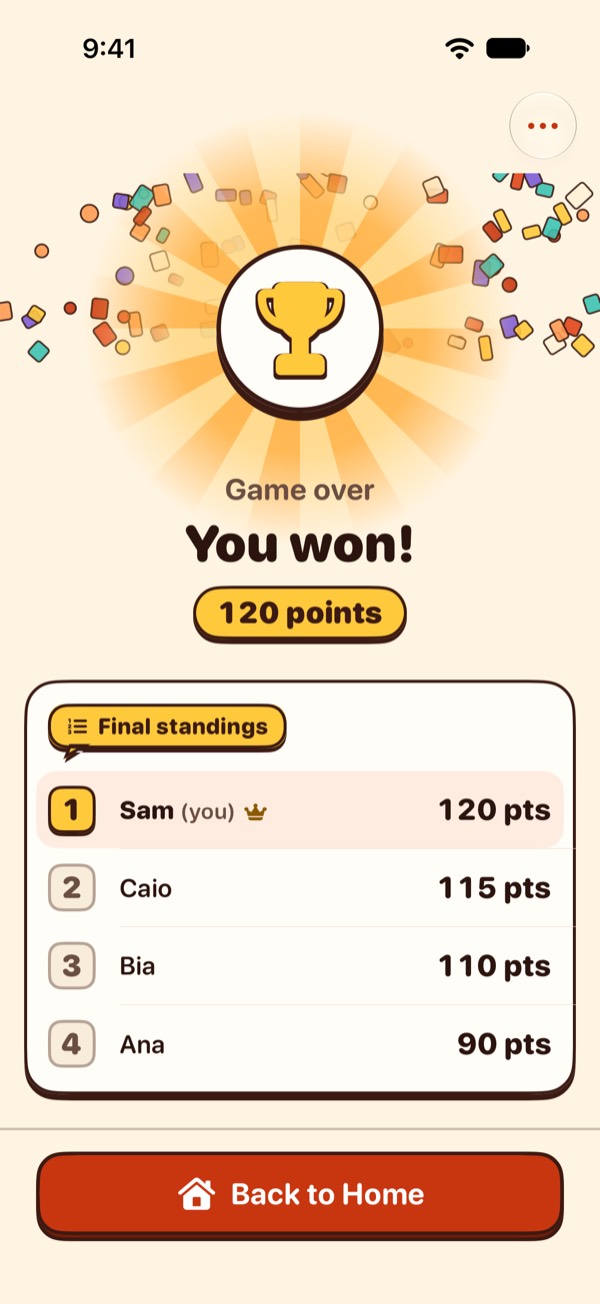 9:41
Game over
You won!
120 points
Final standings
1 Sam (you) 120 pts
2 Caio 115 pts
3 Bia 110 pts
4 Ana 90 pts
Back to Home